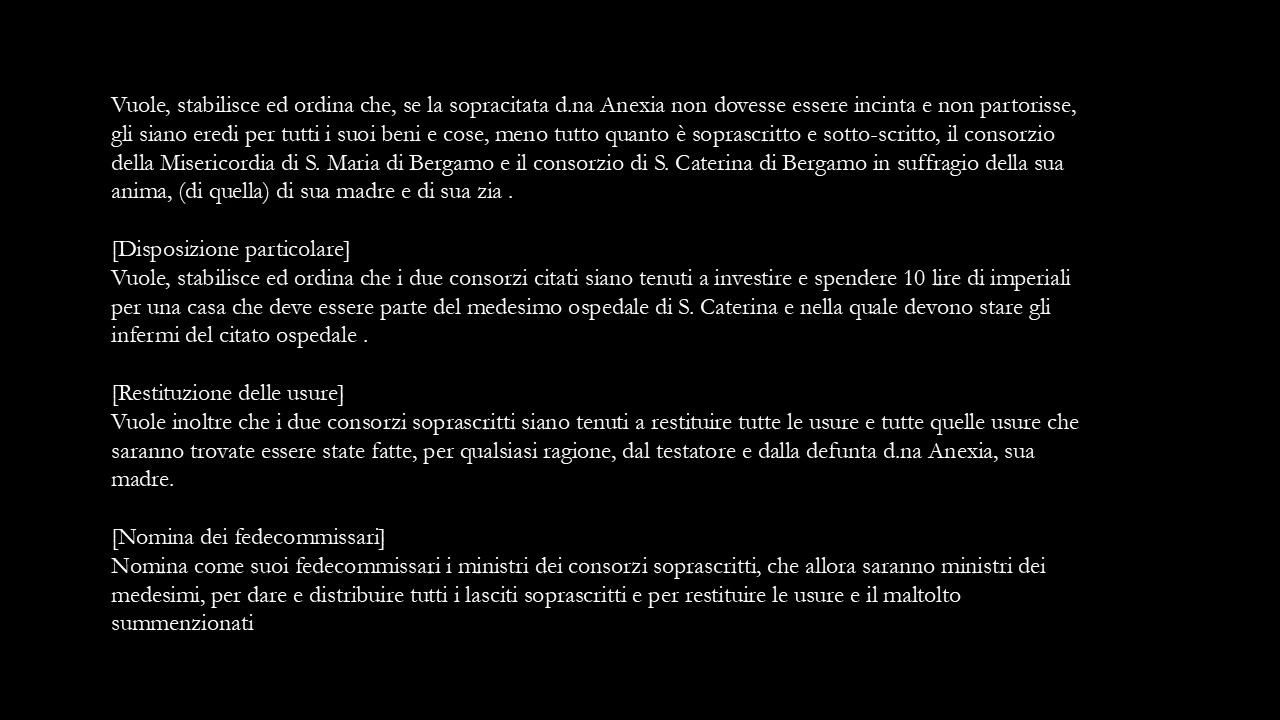 Vuole, stabilisce ed ordina che, se la sopracitata d.na Anexia non dovesse essere incinta e non partorisse,
gli siano eredi per tutti i suoi beni e cose, meno tutto quanto è soprascritto e sotto-scritto, il consorzio
della Misericordia di S. Maria di Bergamo e il consorzio di S. Caterina di Bergamo in suffragio della sua
anima, (di quella) di sua madre e di sua zia .
[Disposizione particolare]
Vuole, stabilisce ed ordina che i due consorzi citati siano tenuti a investire e spendere 10 lire di imperiali
per una casa che deve essere parte del medesimo ospedale di S. Caterina e nella quale devono stare gli
infermi del citato ospedale .
[Restituzione delle usure]
Vuole inoltre che i due consorzi soprascritti siano tenuti a restituire tutte le usure e tutte quelle usure che
saranno trovate essere state fatte, per qualsiasi ragione, dal testatore e dalla defunta d.na Anexia, sua
madre.
[Nomina dei fedecommissari]
Nomina come suoi fedecommissari i ministri dei consorzi soprascritti, che allora saranno ministri dei
medesimi, per dare e distribuire tutti i lasciti soprascritti e per restituire le usure e il maltolto
summenzionati